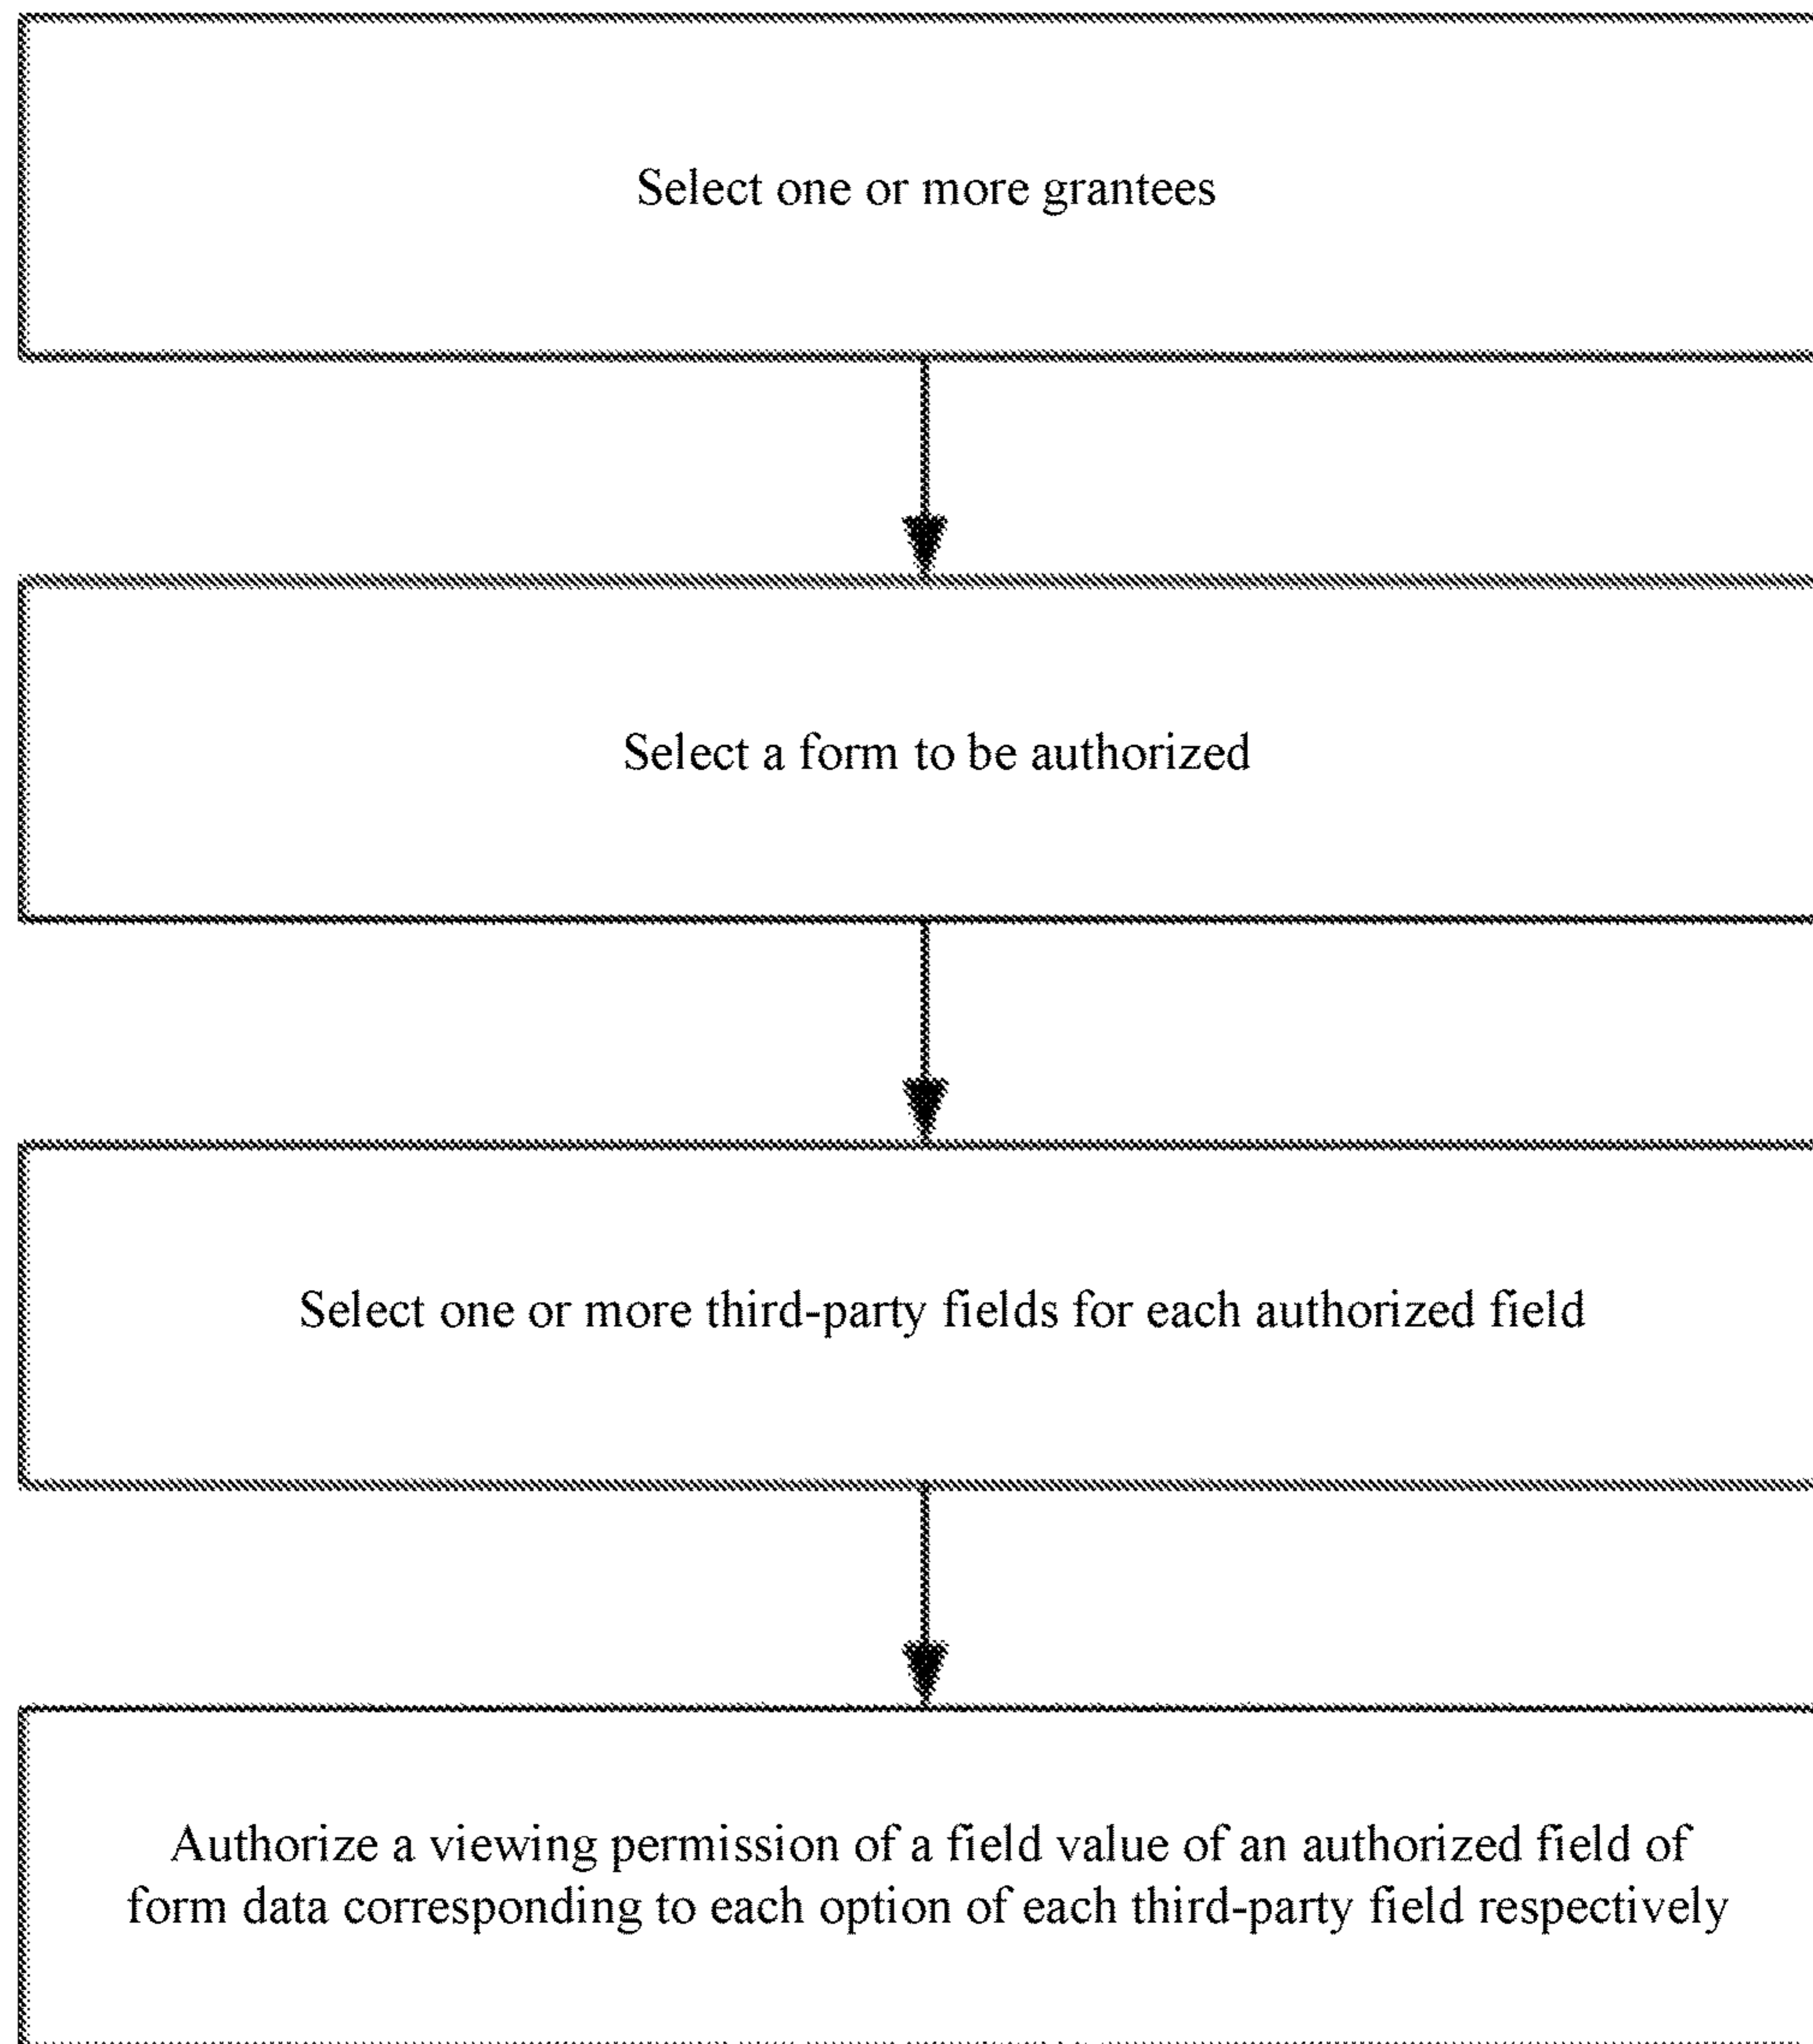 Select one or more grantees
Select a form to be authorized
Select one or more third-party fields for each authorized field
Authorize a viewing permission of a field value of an authorized field of
form data corresponding to each option of each third-party field respectively